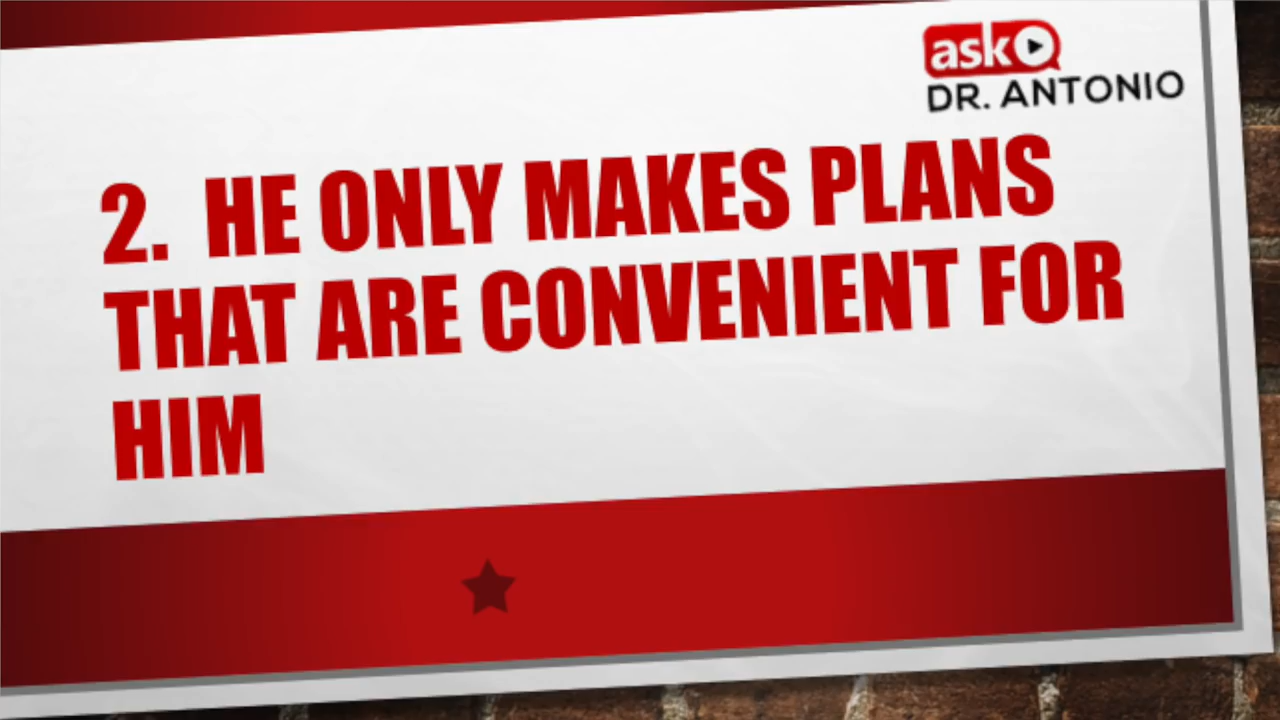 ask
DR. ANTONIO
2. HE ONLY MAKES PLANS
THAT ARE CONVENIENT FOR
HIM